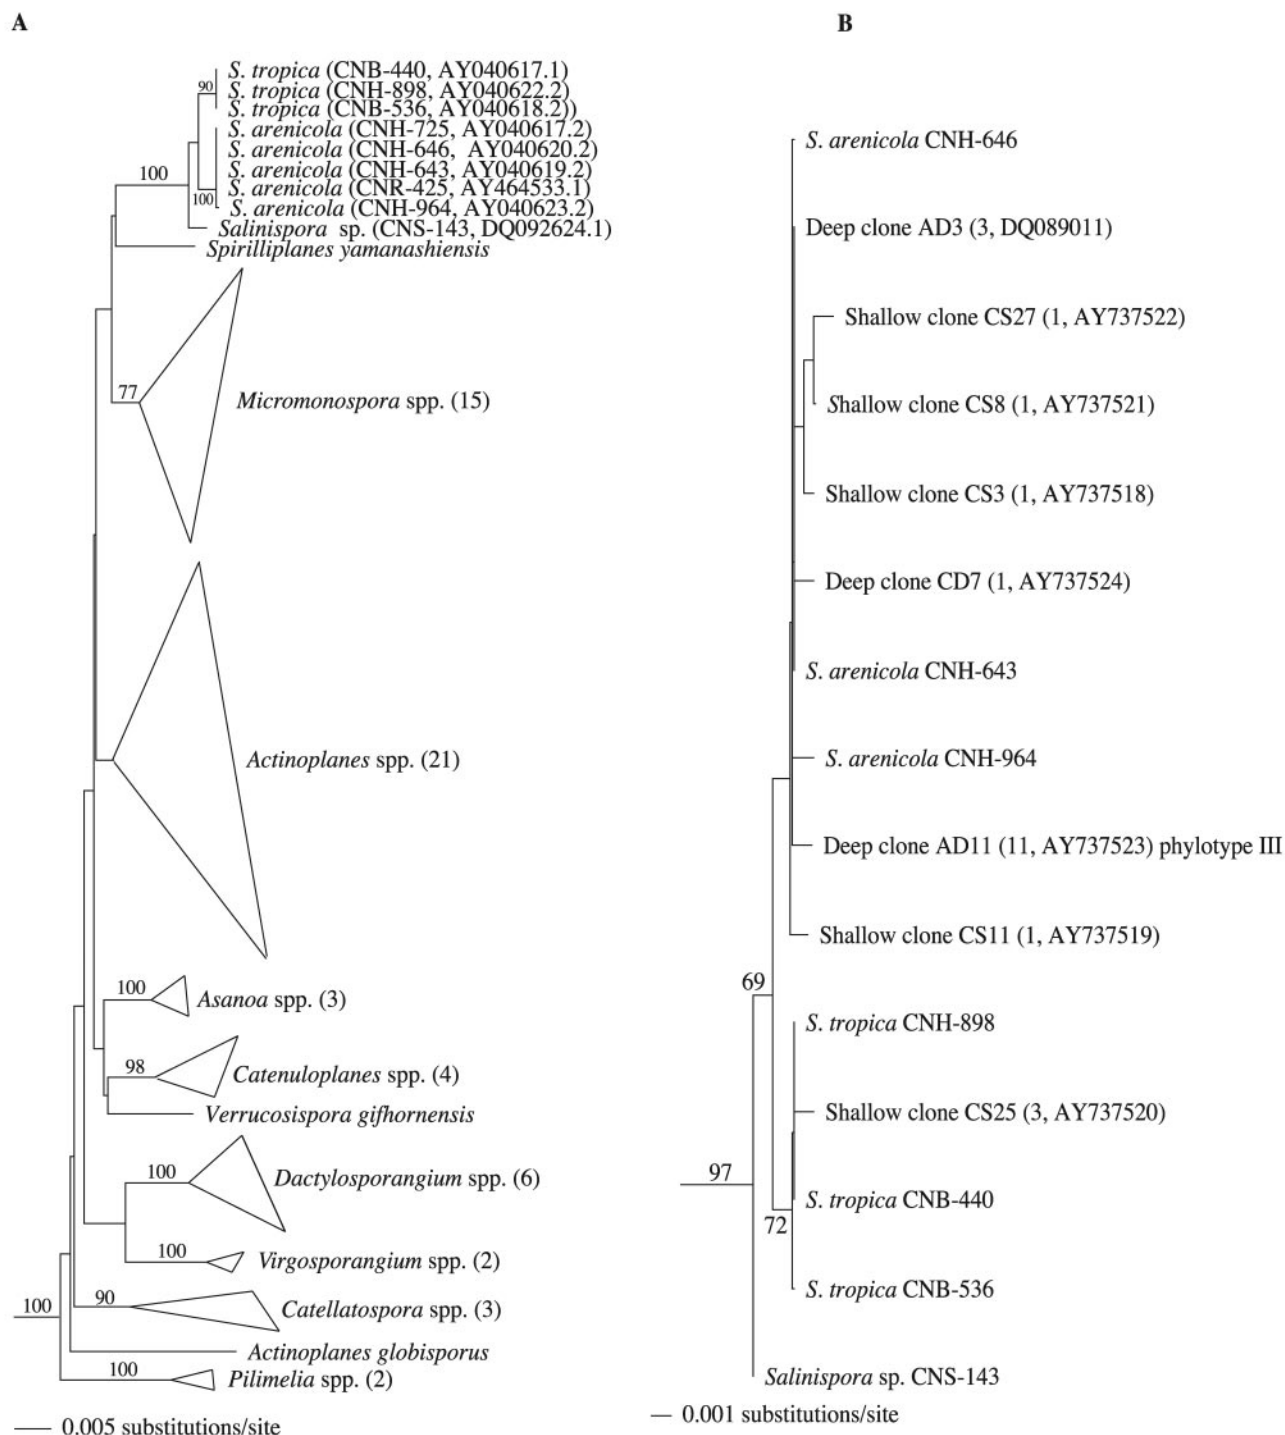 A
B
90
S. tropica (CNB-440, AY040617.1)
S. tropica (CNH-898, AY040622.2)
S. tropica (CNB-536, AY040618.2))
S. arenicola (CNH-725, AY040617.2)
S. arenicola (CNH-646, AY040620.2)
S. arenicola (CNH-643, AY040619.2)
100
S. arenicola (CNR-425, AY464533.1)
100
S. arenicola (CNH-964, AY040623.2)
Salinispora sp. (CNS-143, DQ092624.1)
Spirilliplanes yamanashiensis
77
Micromonospora spp. (15)
Actinoplanes spp. (21)
100
Asanoa spp. (3)
98
Catenuloplanes spp. (4)
Verrucosispora gifhornensis
100
Dactylosporangium spp. (6)
100
Virgosporangium spp. (2)
100
90
Catellatospora spp. (3)
Actinoplanes globisporus
100
Pilimelia spp. (2)
0.005 substitutions/site
S. arenicola CNH-646
Deep clone AD3 (3, DQ089011)
Shallow clone CS27 (1, AY737522)
Shallow clone CS8 (1, AY737521)
Shallow clone CS3 (1, AY737518)
Deep clone CD7 (1, AY737524)
S. arenicola CNH-643
S. arenicola CNH-964
Deep clone AD11 (11, AY737523) phylotype III
Shallow clone CS11 (1, AY737519)
69
S. tropica CNH-898
Shallow clone CS25 (3, AY737520)
97
S. tropica CNB-440
72
S. tropica CNB-536
Salinispora sp. CNS-143
0.001 substitutions/site